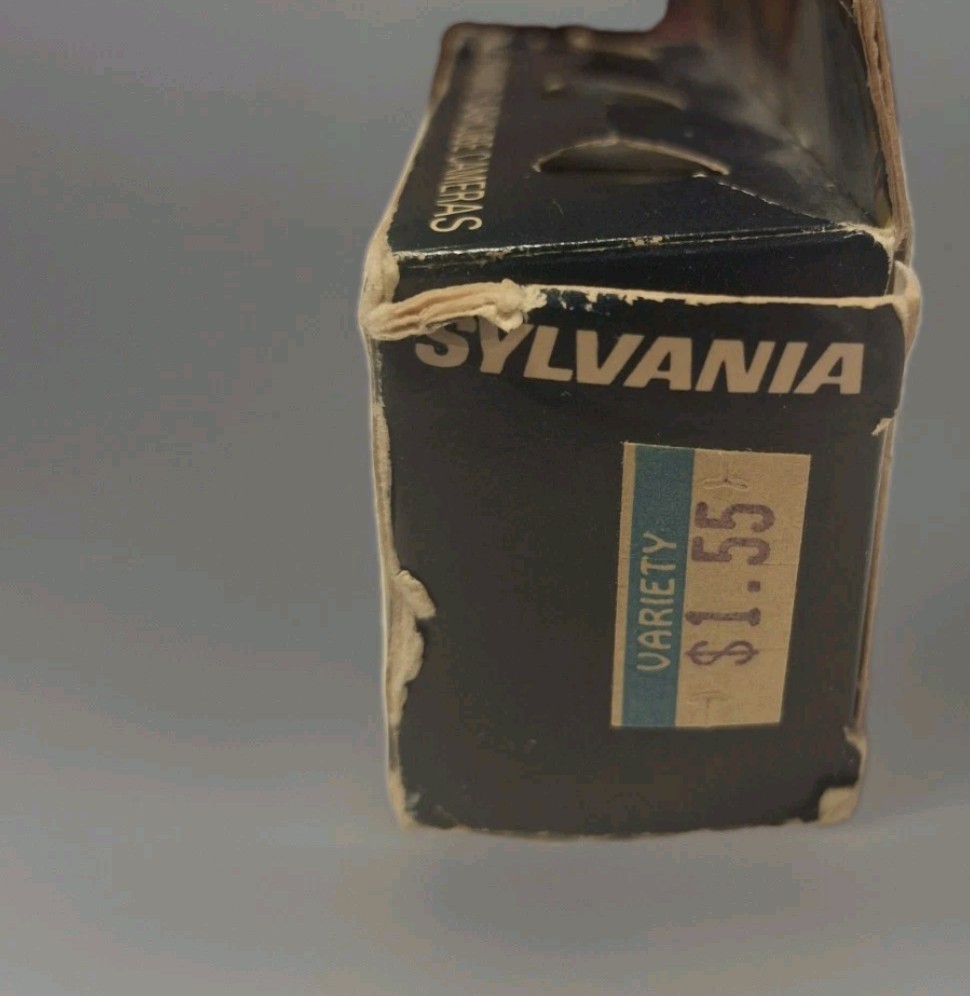 CAMERAS
SYLVANIA
VARIETY
$1.55